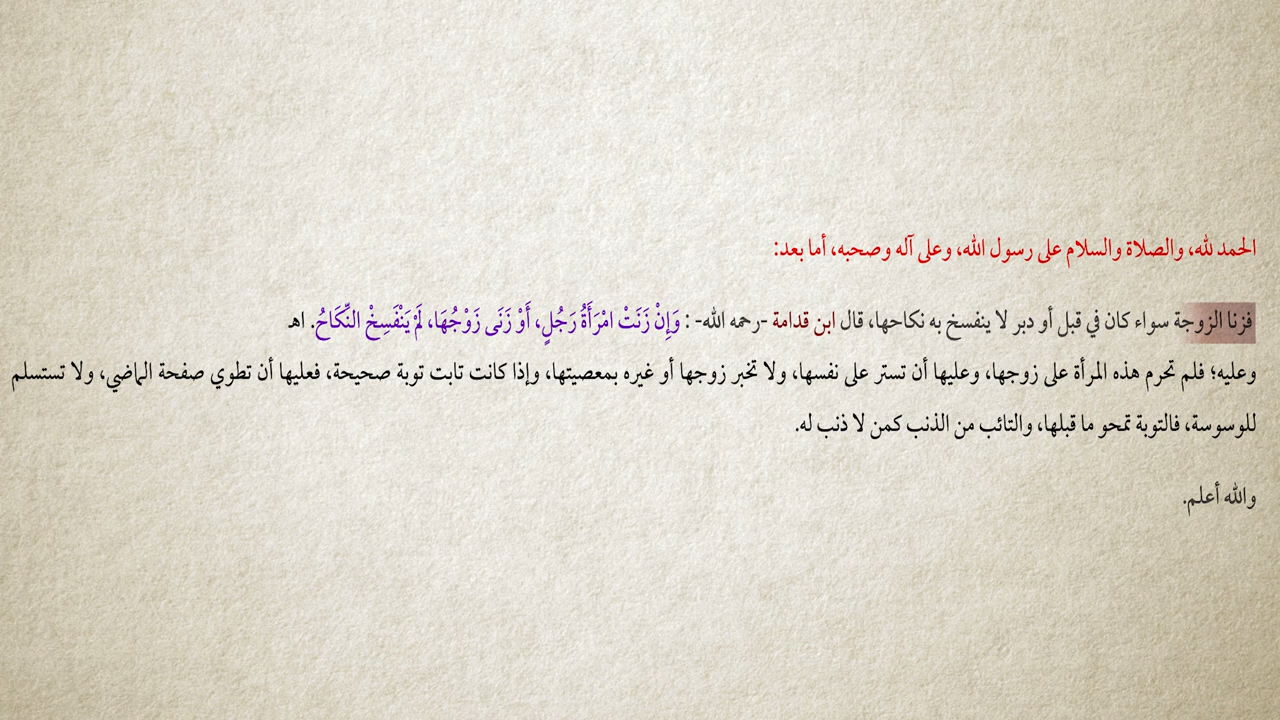 الحمد لله، والصلاة والسلام على رسول الله، وعلى آله وصحبه، أما بعد:
فزنا الزوجة سواء كان في قبل أو دبر لا ينفسخ به نكاحها، قال ابن قدامة -رحمه الله- : وَإِنْ زَنَتْ امْرَأَةُ رَجُلٍ، أَوْ زَنَى زَوْجُهَا، لَمْ يَنْفَسِخْ النِّكَاحُ. اهـ
وعليه؛ فلم تحرم هذه المرأة على زوجها، وعليها أن تستر على نفسها، ولا تخبر زوجها أو غيره بمعصيتها، وإذا كانت تابت توبة صحيحة، فعليها أن تطوي صفحة الماضي، ولا تستسلم
للوسوسة، فالتوبة تمحو ما قبلها، والتائب من الذنب كمن لا ذنب له.
والله أعلم.